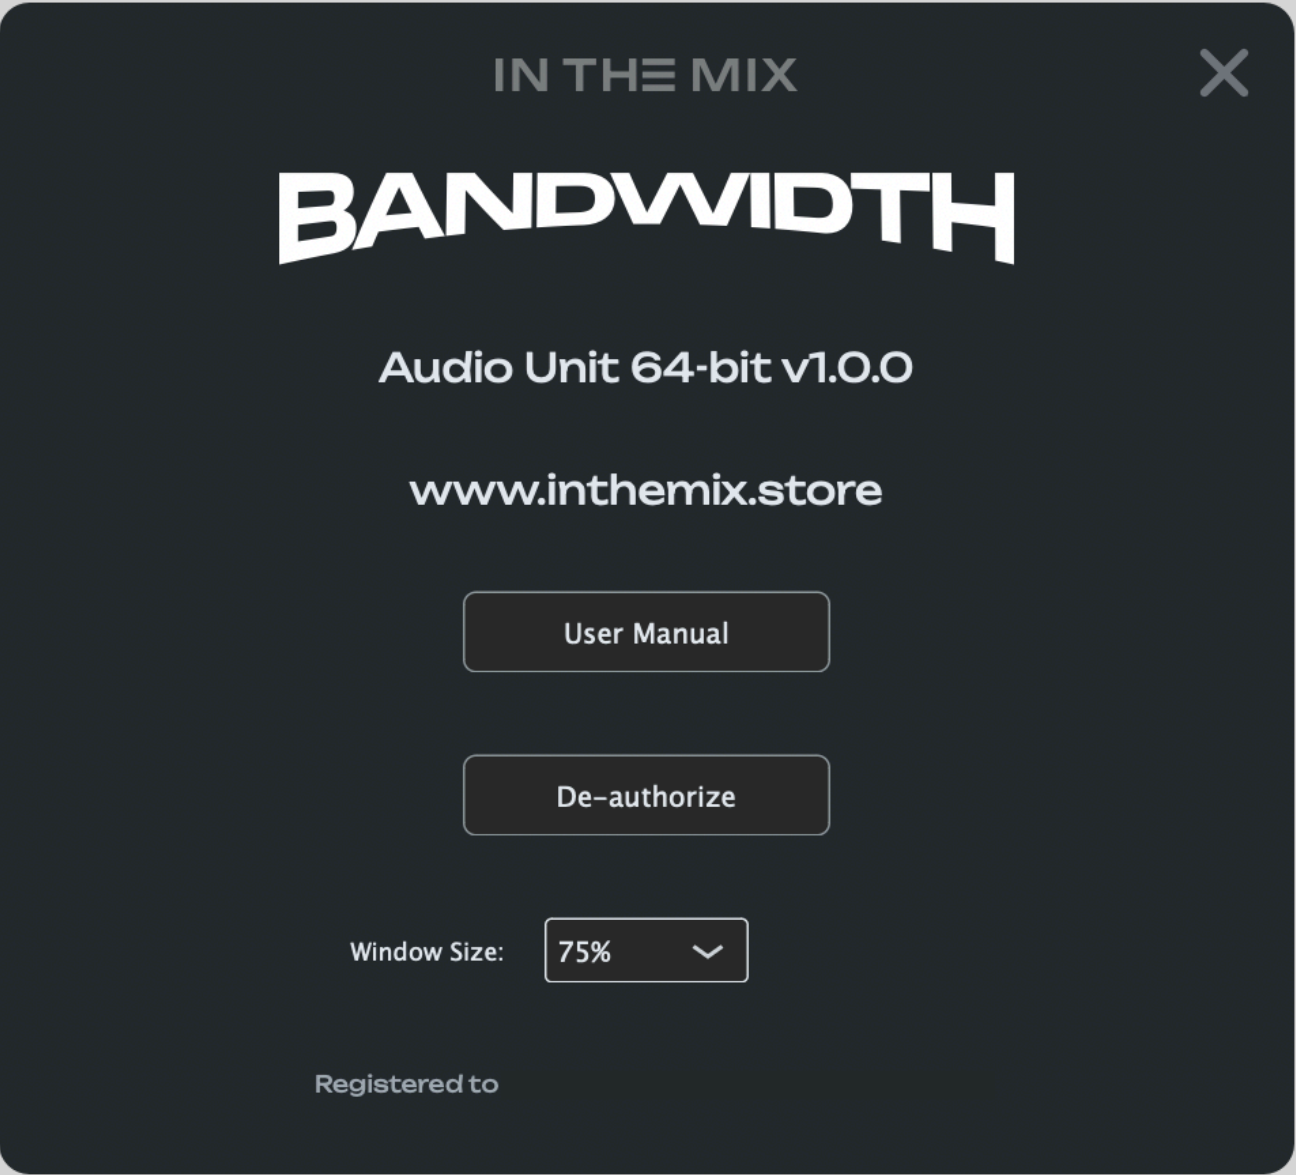 IN THE MIX
BANDWIDTH
Audio Unit 64-bit v1.0.0
www.inthemix.store
User Manual
De-authorize
Window Size: 75%
Registered to